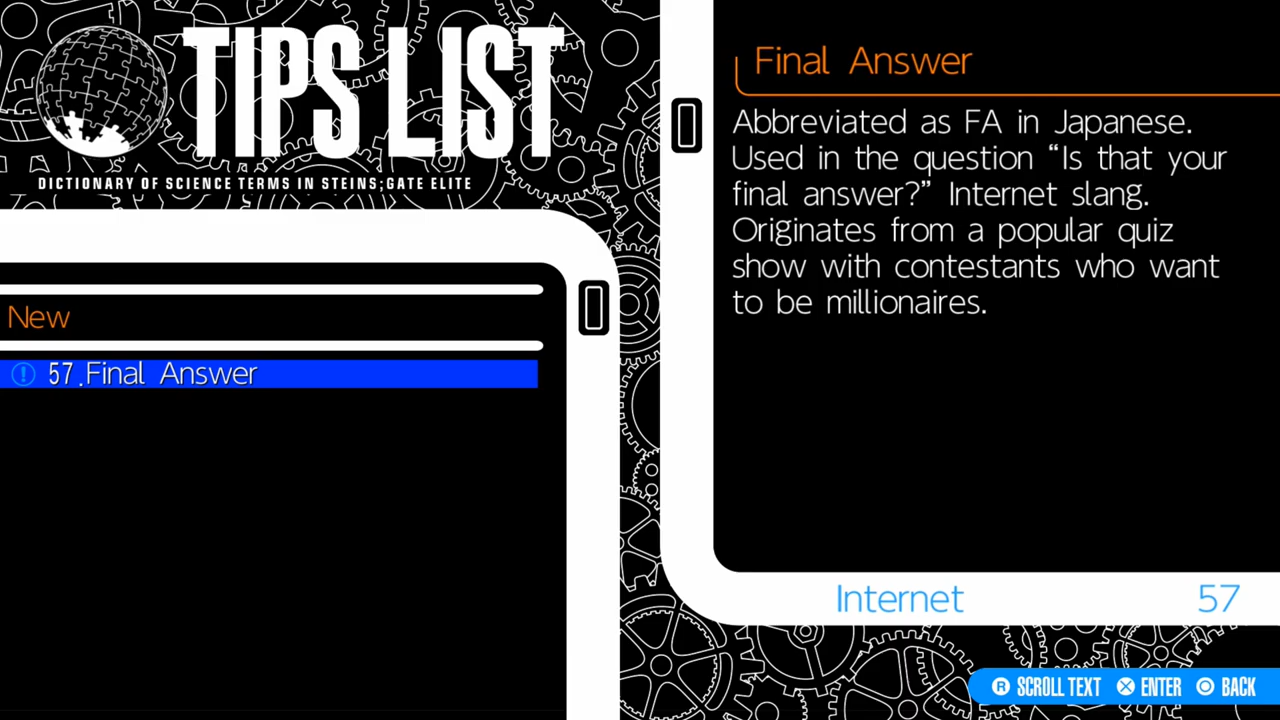 TIPS LIST
DICTIONARY OF SCIENCE TERMS IN STEINS;GATE ELITE
New
57.Final Answer
Final Answer
Abbreviated as FA in Japanese.
Used in the question “Is that your
final answer?” Internet slang.
Originates from a popular quiz
show with contestants who want
to be millionaires.
Internet 57
R SCROLL TEXT ENTER BACK